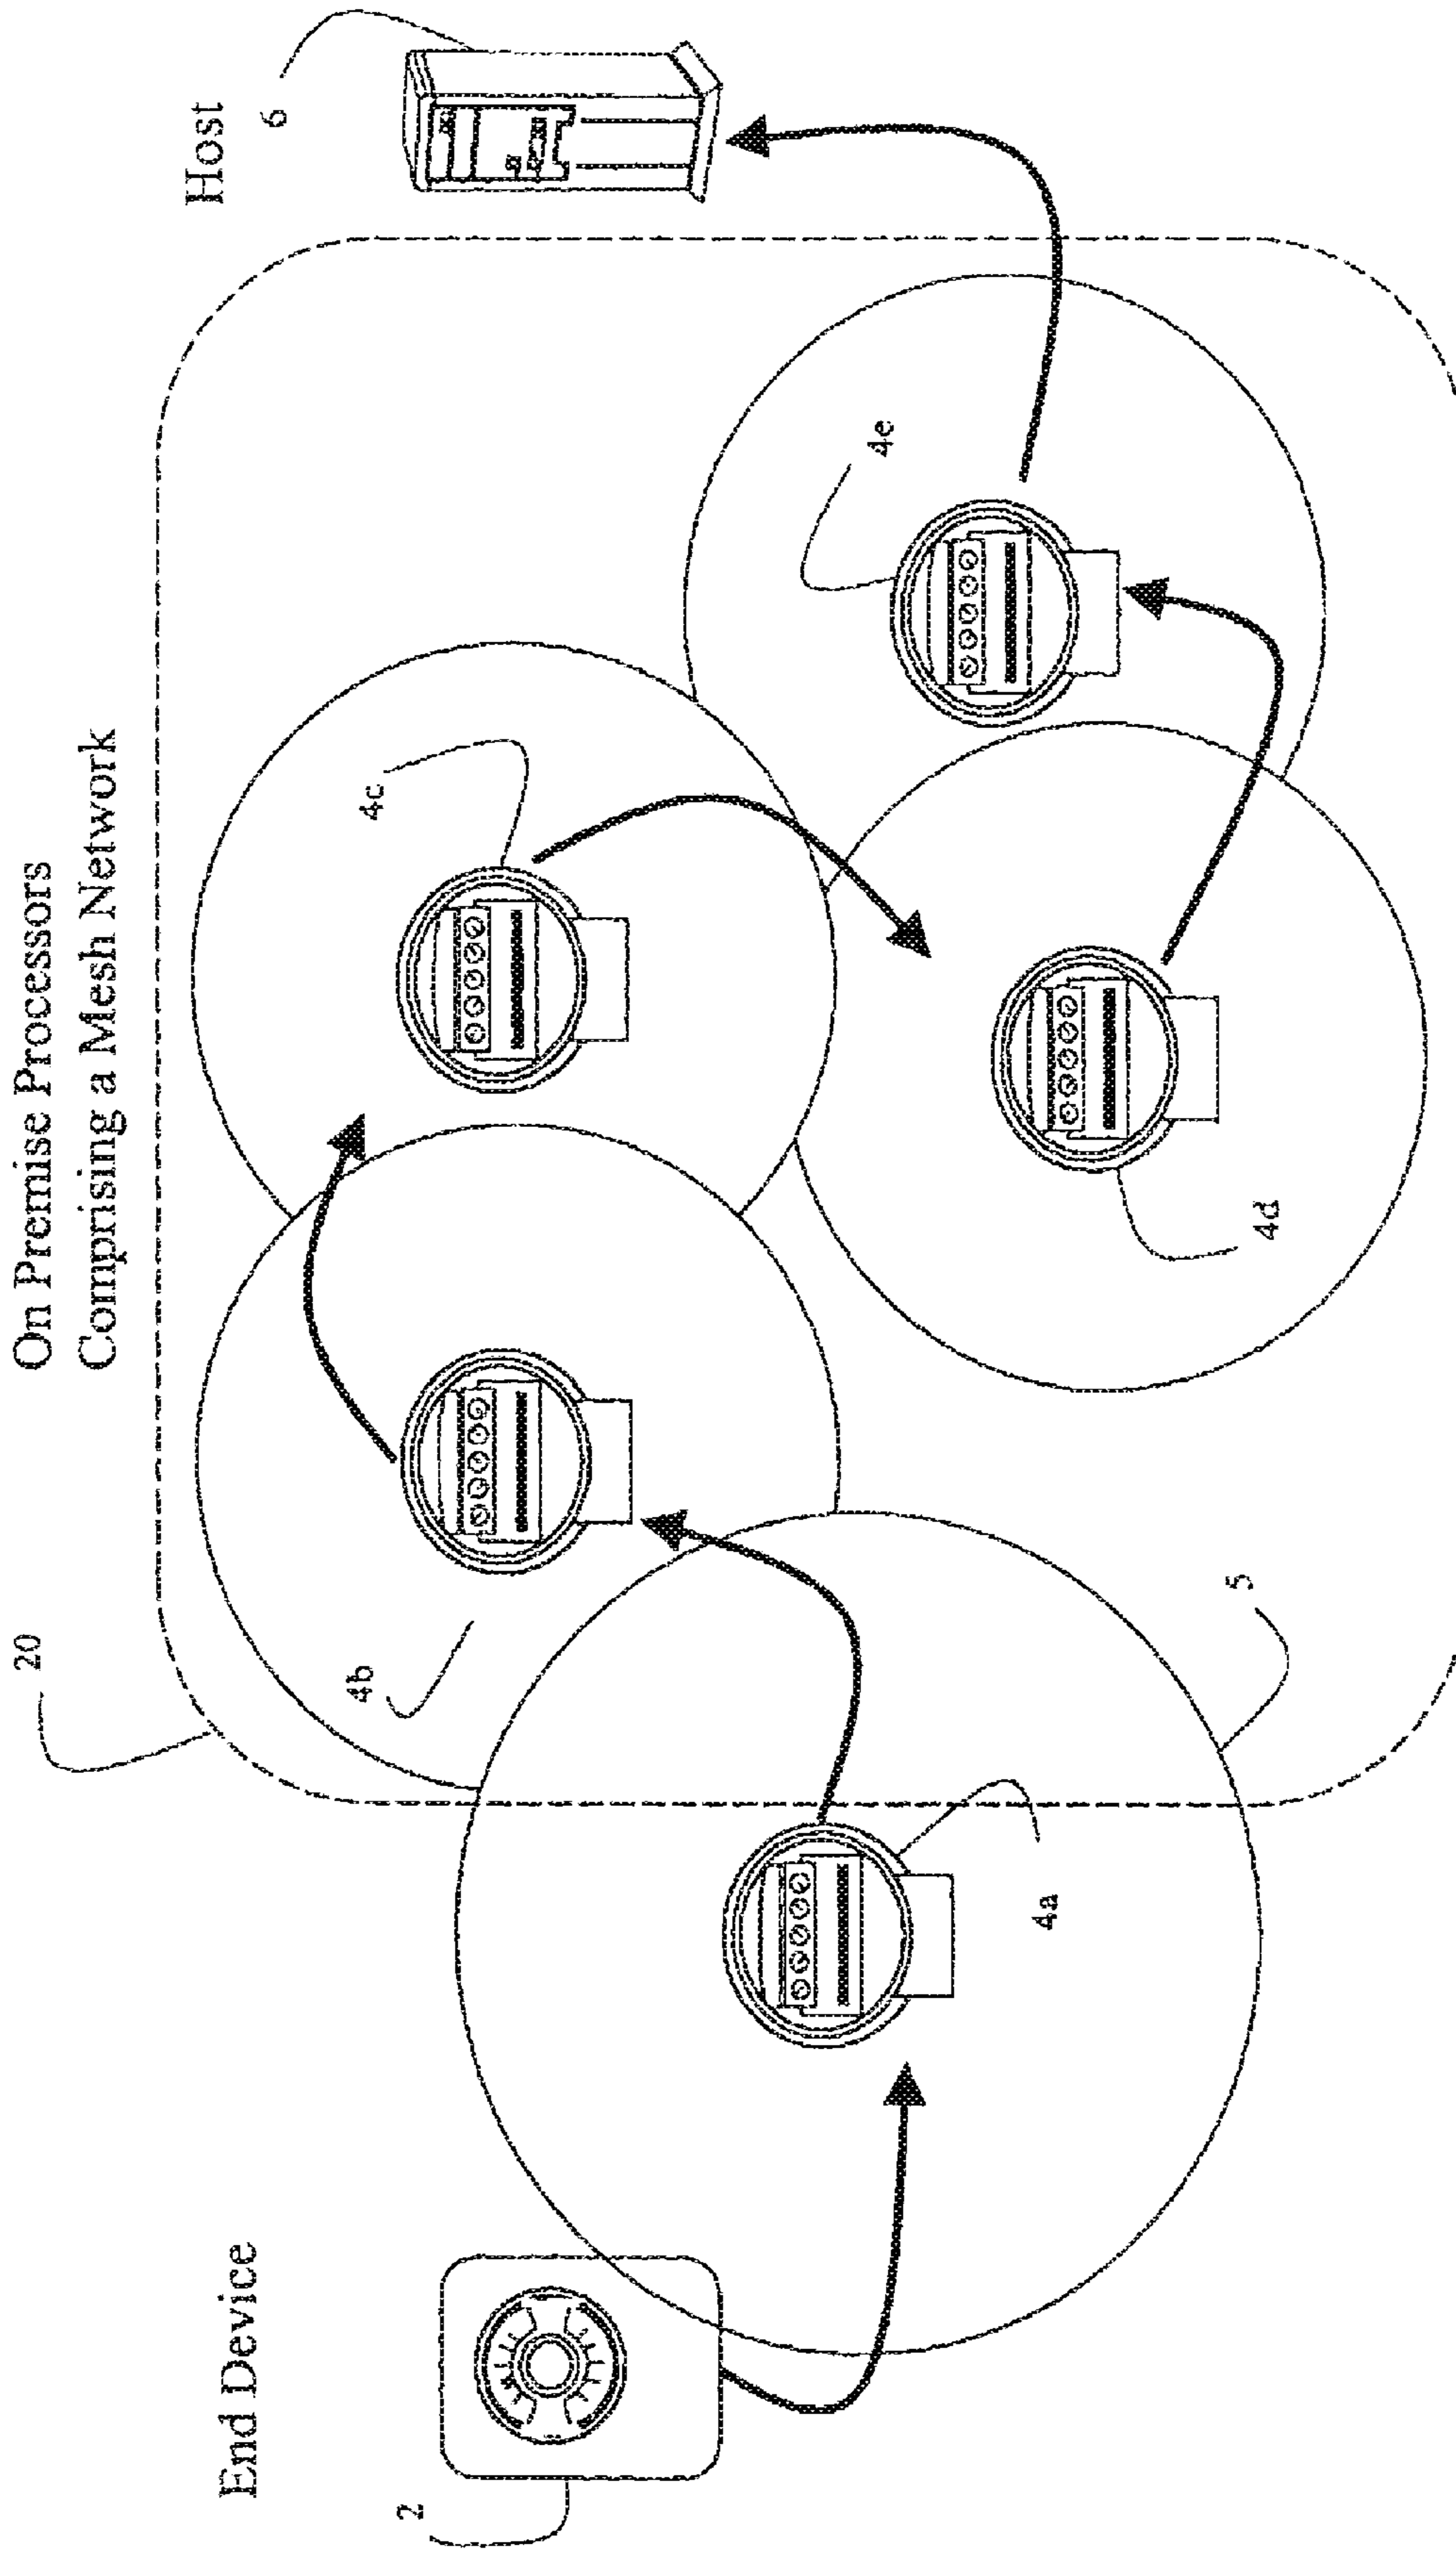 On Premise Processors
Comprising a Mesh Network
End Device
Host
20
2
4b
4c
4e
6
4a
5
4d